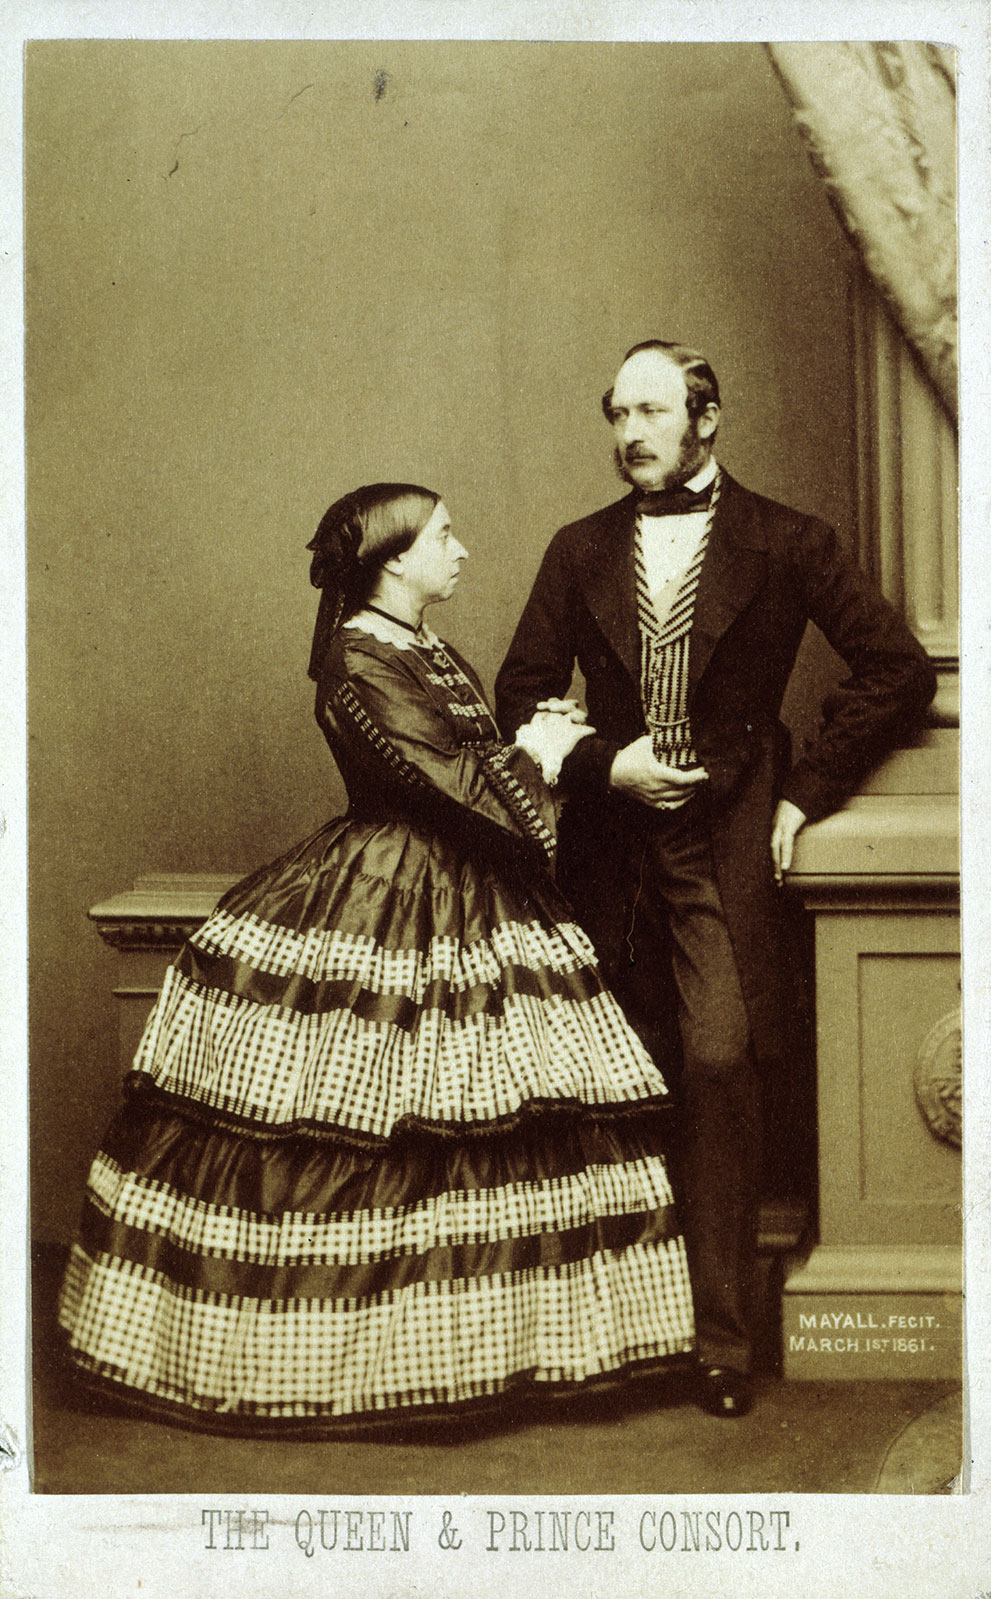 MAYALL.FECIT.
MARCH 1ST 1861.
THE QUEEN & PRINCE CONSORT.